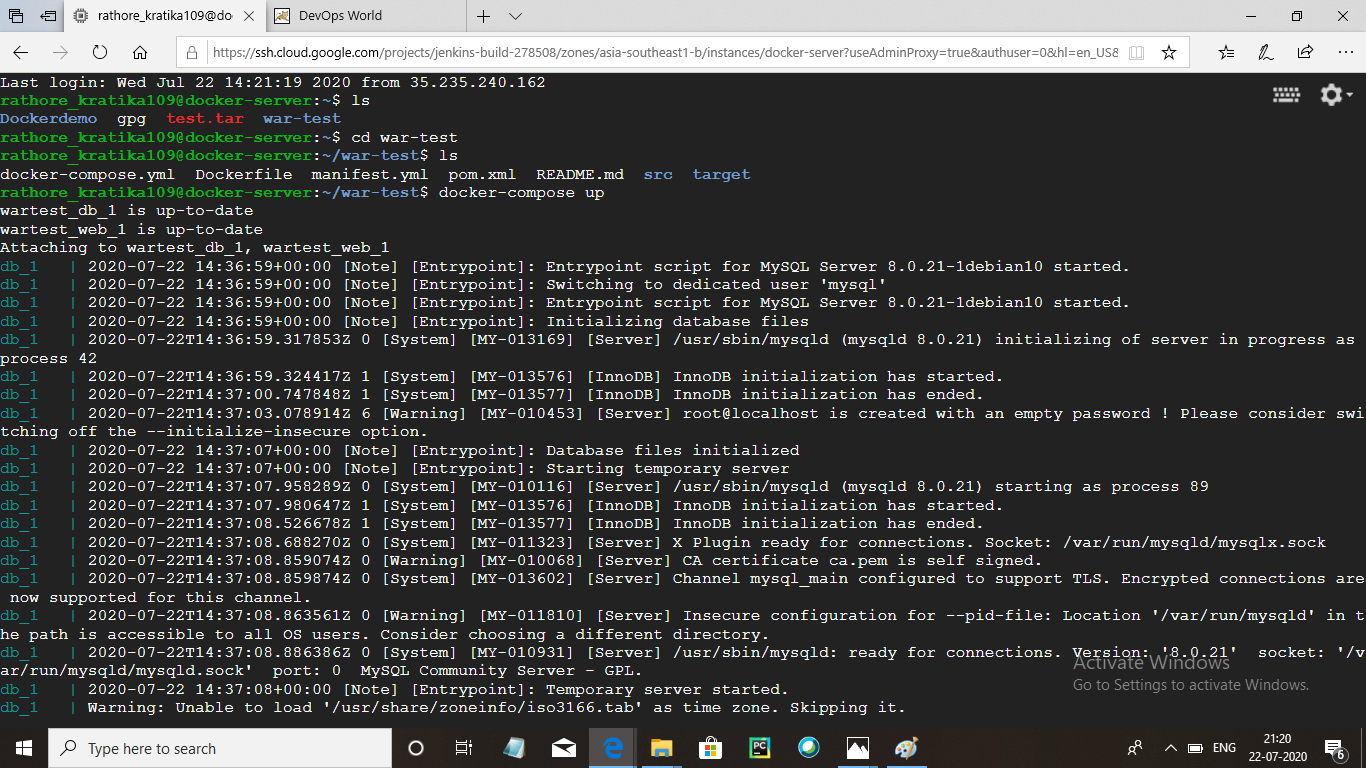 rathore_kratika109@do
DevOps World
https://ssh.cloud.google.com/projects/jenkins-build-278508/zones/asia-southeast1-b/instances/docker-server?useAdminProxy=true&authuser=0&hl=en_US&
Last login: Wed Jul 22 14:21:19 2020 from 35.235.240.162
rathore_kratika109@docker-server:~$ ls
Dockerdemo  gpg  test.tar  war-test
rathore_kratika109@docker-server:~$ cd war-test
rathore_kratika109@docker-server:~/war-test$ ls
docker-compose.yml  Dockerfile  manifest.yml  pom.xml  README.md  src  target
rathore_kratika109@docker-server:~/war-test$ docker-compose up
wartest_db_1 is up-to-date
wartest_web_1 is up-to-date
Attaching to wartest_db_1, wartest_web_1
db_1   | 2020-07-22 14:36:59+00:00 [Note] [Entrypoint]: Entrypoint script for MySQL Server 8.0.21-1debian10 started.
db_1   | 2020-07-22 14:36:59+00:00 [Note] [Entrypoint]: Switching to dedicated user 'mysql'
db_1   | 2020-07-22 14:36:59+00:00 [Note] [Entrypoint]: Entrypoint script for MySQL Server 8.0.21-1debian10 started.
db_1   | 2020-07-22 14:36:59+00:00 [Note] [Entrypoint]: Initializing database files
db_1   | 2020-07-22T14:36:59.317853Z 0 [System] [MY-013169] [Server] /usr/sbin/mysqld (mysqld 8.0.21) initializing of server in progress as
process 42
db_1   | 2020-07-22T14:36:59.324417Z 1 [System] [MY-013576] [InnoDB] InnoDB initialization has started.
db_1   | 2020-07-22T14:37:00.747848Z 1 [System] [MY-013577] [InnoDB] InnoDB initialization has ended.
db_1   | 2020-07-22T14:37:03.078914Z 6 [Warning] [MY-010453] [Server] root@localhost is created with an empty password ! Please consider swi
tching off the --initialize-insecure option.
db_1   | 2020-07-22 14:37:07+00:00 [Note] [Entrypoint]: Database files initialized
db_1   | 2020-07-22 14:37:07+00:00 [Note] [Entrypoint]: Starting temporary server
db_1   | 2020-07-22T14:37:07.958289Z 0 [System] [MY-010116] [Server] /usr/sbin/mysqld (mysqld 8.0.21) starting as process 89
db_1   | 2020-07-22T14:37:07.980647Z 1 [System] [MY-013576] [InnoDB] InnoDB initialization has started.
db_1   | 2020-07-22T14:37:08.526678Z 1 [System] [MY-013577] [InnoDB] InnoDB initialization has ended.
db_1   | 2020-07-22T14:37:08.688270Z 0 [System] [MY-011323] [Server] X Plugin ready for connections. Socket: /var/run/mysqld/mysqlx.sock
db_1   | 2020-07-22T14:37:08.859074Z 0 [Warning] [MY-010068] [Server] CA certificate ca.pem is self signed.
db_1   | 2020-07-22T14:37:08.859874Z 0 [System] [MY-013602] [Server] Channel mysql_main configured to support TLS. Encrypted connections are
now supported for this channel.
db_1   | 2020-07-22T14:37:08.863561Z 0 [Warning] [MY-011810] [Server] Insecure configuration for --pid-file: Location '/var/run/mysqld' in t
he path is accessible to all OS users. Consider choosing a different directory.
db_1   | 2020-07-22T14:37:08.886386Z 0 [System] [MY-010931] [Server] /usr/sbin/mysqld: ready for connections. Version: '8.0.21'  socket: '/v
ar/run/mysqld/mysqld.sock'  port: 0  MySQL Community Server - GPL.
db_1   | 2020-07-22 14:37:08+00:00 [Note] [Entrypoint]: Temporary server started.
db_1   | Warning: Unable to load '/usr/share/zoneinfo/iso3166.tab' as time zone. Skipping it.
Activate Windows
Go to Settings to activate Windows.
Type here to search
PC
ENG
21:20
22-07-2020
6